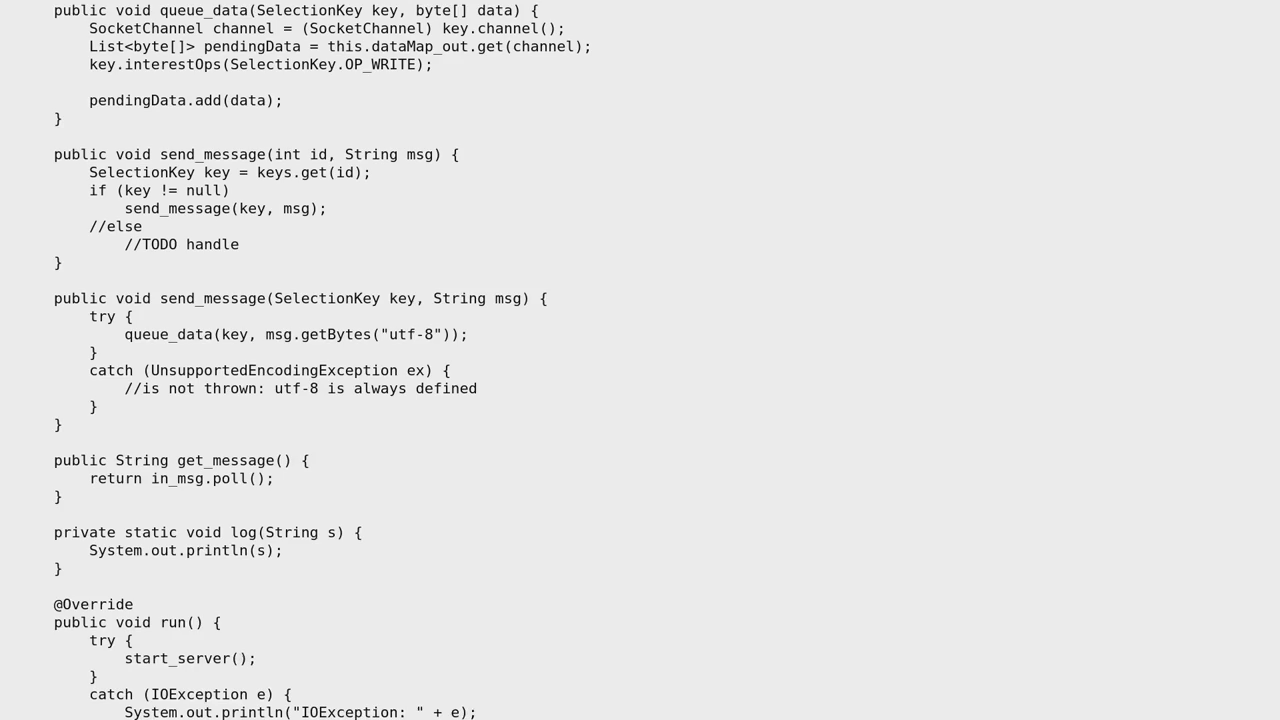 public void queue_data(SelectionKey key, byte[] data) {
    SocketChannel channel = (SocketChannel) key.channel();
    List<byte[]> pendingData = this.dataMap_out.get(channel);
    key.interestOps(SelectionKey.OP_WRITE);

    pendingData.add(data);
}

public void send_message(int id, String msg) {
    SelectionKey key = keys.get(id);
    if (key != null)
        send_message(key, msg);
    //else
        //TODO handle
}

public void send_message(SelectionKey key, String msg) {
    try {
        queue_data(key, msg.getBytes("utf-8"));
    }
    catch (UnsupportedEncodingException ex) {
        //is not thrown: utf-8 is always defined
    }
}

public String get_message() {
    return in_msg.poll();
}

private static void log(String s) {
    System.out.println(s);
}

@Override
public void run() {
    try {
        start_server();
    }
    catch (IOException e) {
        System.out.println("IOException: " + e);